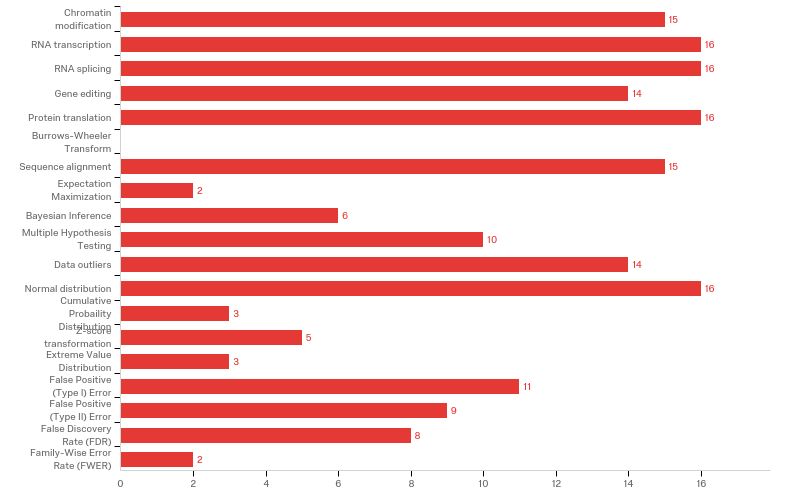 Chromatin
modification
15
RNA transcription
16
RNA splicing
16
Gene editing
14
Protein translation
16
Burrows-Wheeler
Transform
Sequence alignment
15
Expectation
Maximization
2
Bayesian Inference
6
Multiple Hypothesis
Testing
10
Data outliers
14
Normal distribution
16
Cumulative
Probaility
Distribution
3
Z-score
transformation
5
Extreme Value
Distribution
3
False Positive
(Type I) Error
11
False Positive
(Type II) Error
9
False Discovery
Rate (FDR)
8
Family-Wise Error
Rate (FWER)
2
0 2 4 6 8 10 12 14 16